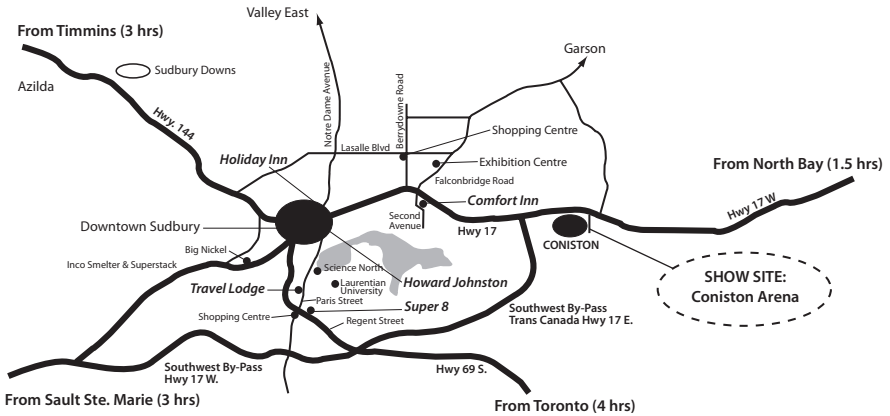 Valley East
From Timmins (3 hrs)
Garson
Sudbury Downs
Azilda
Notre Dame Avenue
Berrydowne Road
Hwy. 144
Shopping Centre
Lasalle Blvd
Holiday Inn
Exhibition Centre
From North Bay (1.5 hrs)
Falconbridge Road
Comfort Inn
Hwy 17 W
Second
Avenue
Downtown Sudbury
Hwy 17
CONISTON
Big Nickel
Inco Smelter & Superstack
Science North
SHOW SITE:
Coniston Arena
Laurentian
University
Howard Johnston
Travel Lodge
Paris Street
Super 8
Southwest By-Pass
Trans Canada Hwy 17 E.
Shopping Centre
Regent Street
Southwest By-Pass
Hwy 17 W.
Hwy 69 S.
From Sault Ste. Marie (3 hrs)
From Toronto (4 hrs)